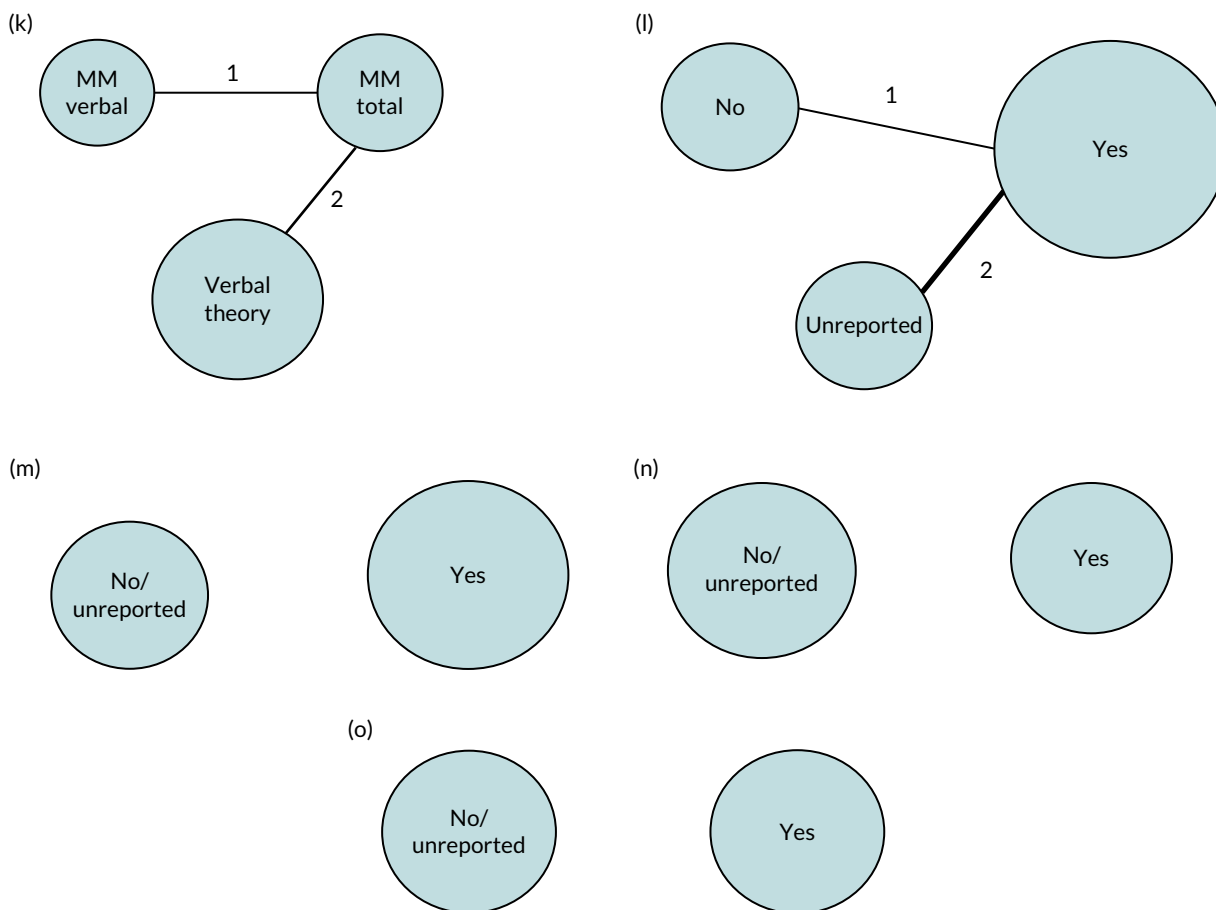 (k)
MM
verbal
1
MM
total
2
Verbal
theory
(l)
No
1
Yes
2
Unreported
(m)
No/
unreported
Yes
(n)
No/
unreported
Yes
(o)
No/
unreported
Yes